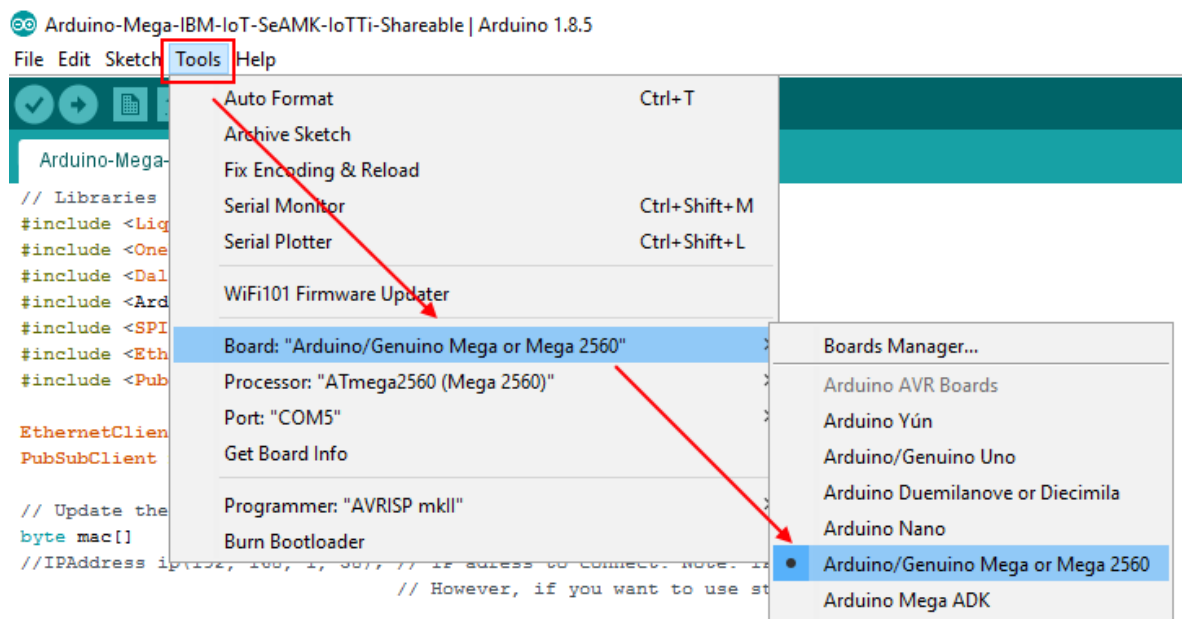 Arduino-Mega-IBM-IoT-SeAMK-IoTTi-Shareable | Arduino 1.8.5
File Edit Sketch Tools Help
Arduino-Mega-
// Libraries
#include <Liq
#include <One
#include <Dal
#include <Ard
#include <SPI
#include <Eth
#include <Pub
EthernetClien
PubSubClient
// Update the
byte mac[]
//IPAddress
// However, if you want to use st
Auto Format Ctrl+T
Archive Sketch
Fix Encoding & Reload
Serial Monitor Ctrl+Shift+M
Serial Plotter Ctrl+Shift+L
WiFi101 Firmware Updater
Board: "Arduino/Genuino Mega or Mega 2560"
Processor: "ATmega2560 (Mega 2560)"
Port: "COM5"
Get Board Info
Programmer: "AVRISP mkII"
Burn Bootloader
Boards Manager...
Arduino AVR Boards
Arduino Yún
Arduino/Genuino Uno
Arduino Duemilanove or Diecimila
Arduino Nano
Arduino/Genuino Mega or Mega 2560
Arduino Mega ADK